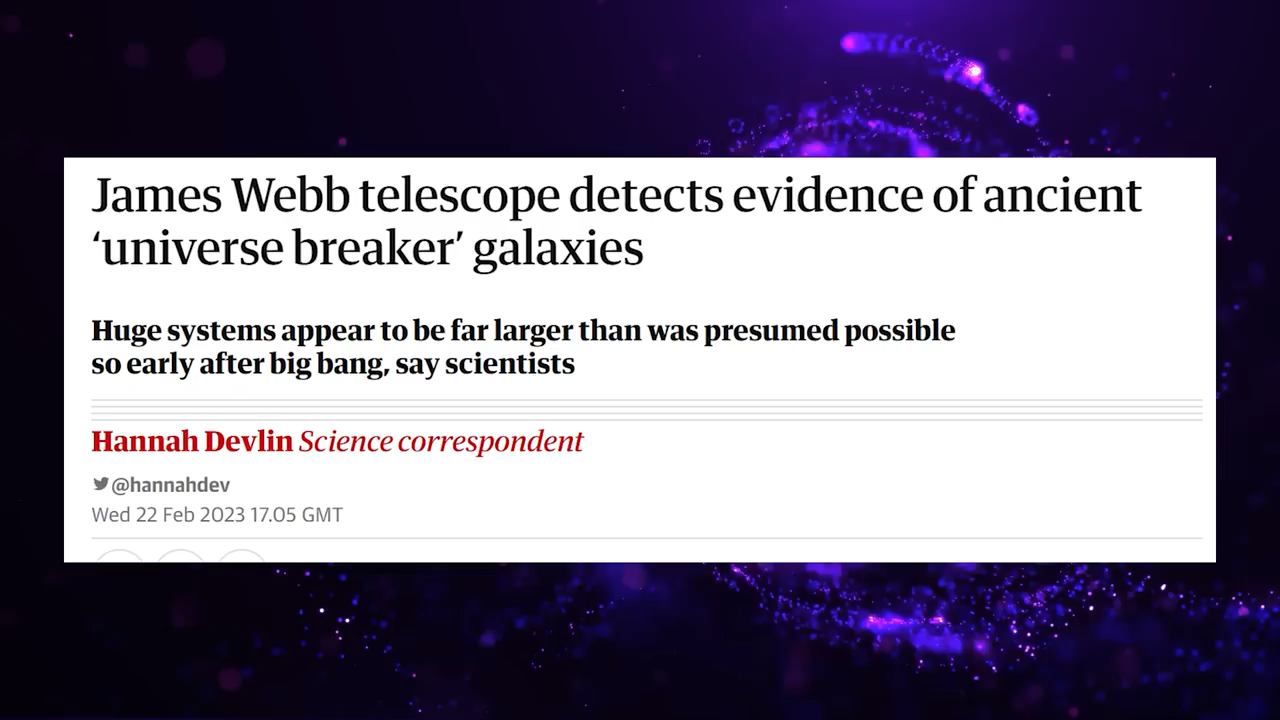 James Webb telescope detects evidence of ancient
‘universe breaker’ galaxies
Huge systems appear to be far larger than was presumed possible
so early after big bang, say scientists
Hannah Devlin Science correspondent
@hannahdev
Wed 22 Feb 2023 17.05 GMT